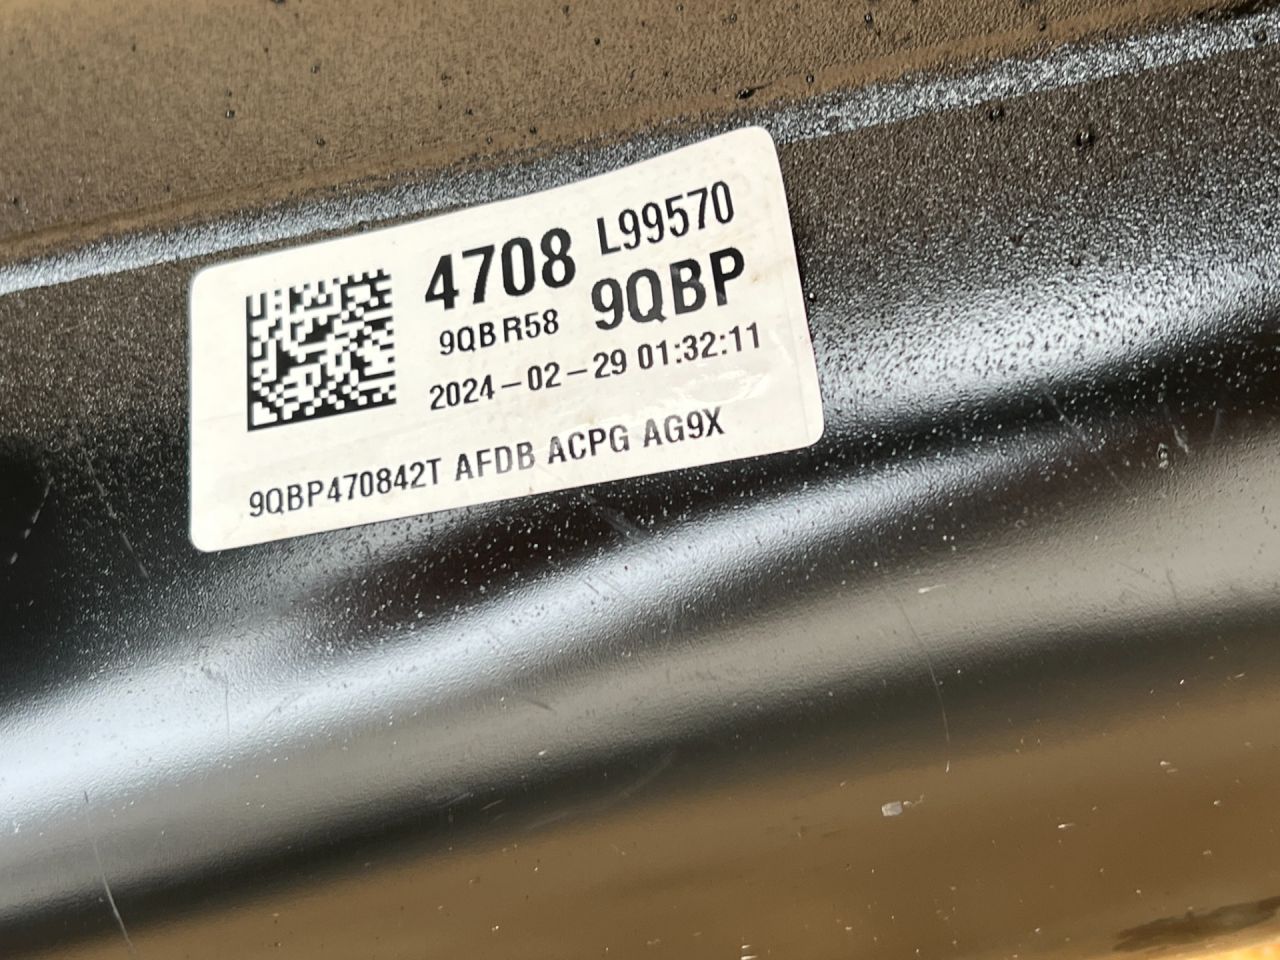 4708 L99570
9QB R58 9QBP
2024-02-29 01:32:11
9QBP470842T AFDB ACPG AG9X